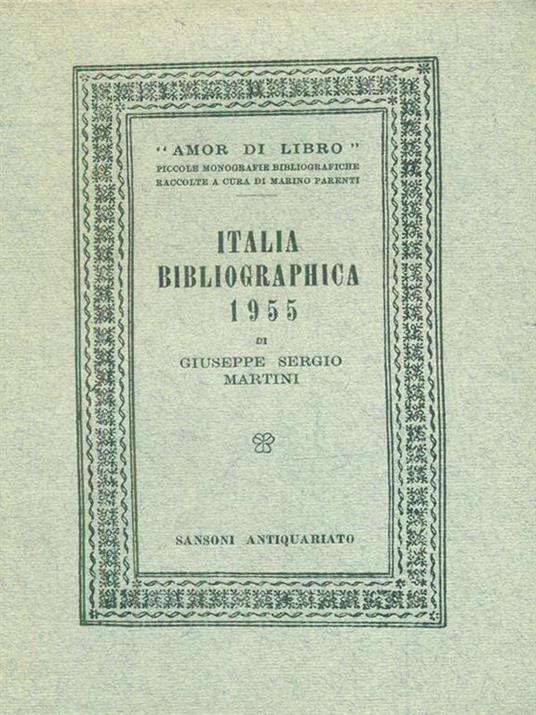 "AMOR DI LIBRO"
PICCOLE MONOGRAFIE BIBLIOGRAFICHE
RACCOLTE A CURA DI MARINO PARENTI
ITALIA
BIBLIOGRAPHICA
1955
DI
GIUSEPPE SERGIO
MARTINI
SANSONI ANTIQUARIATO